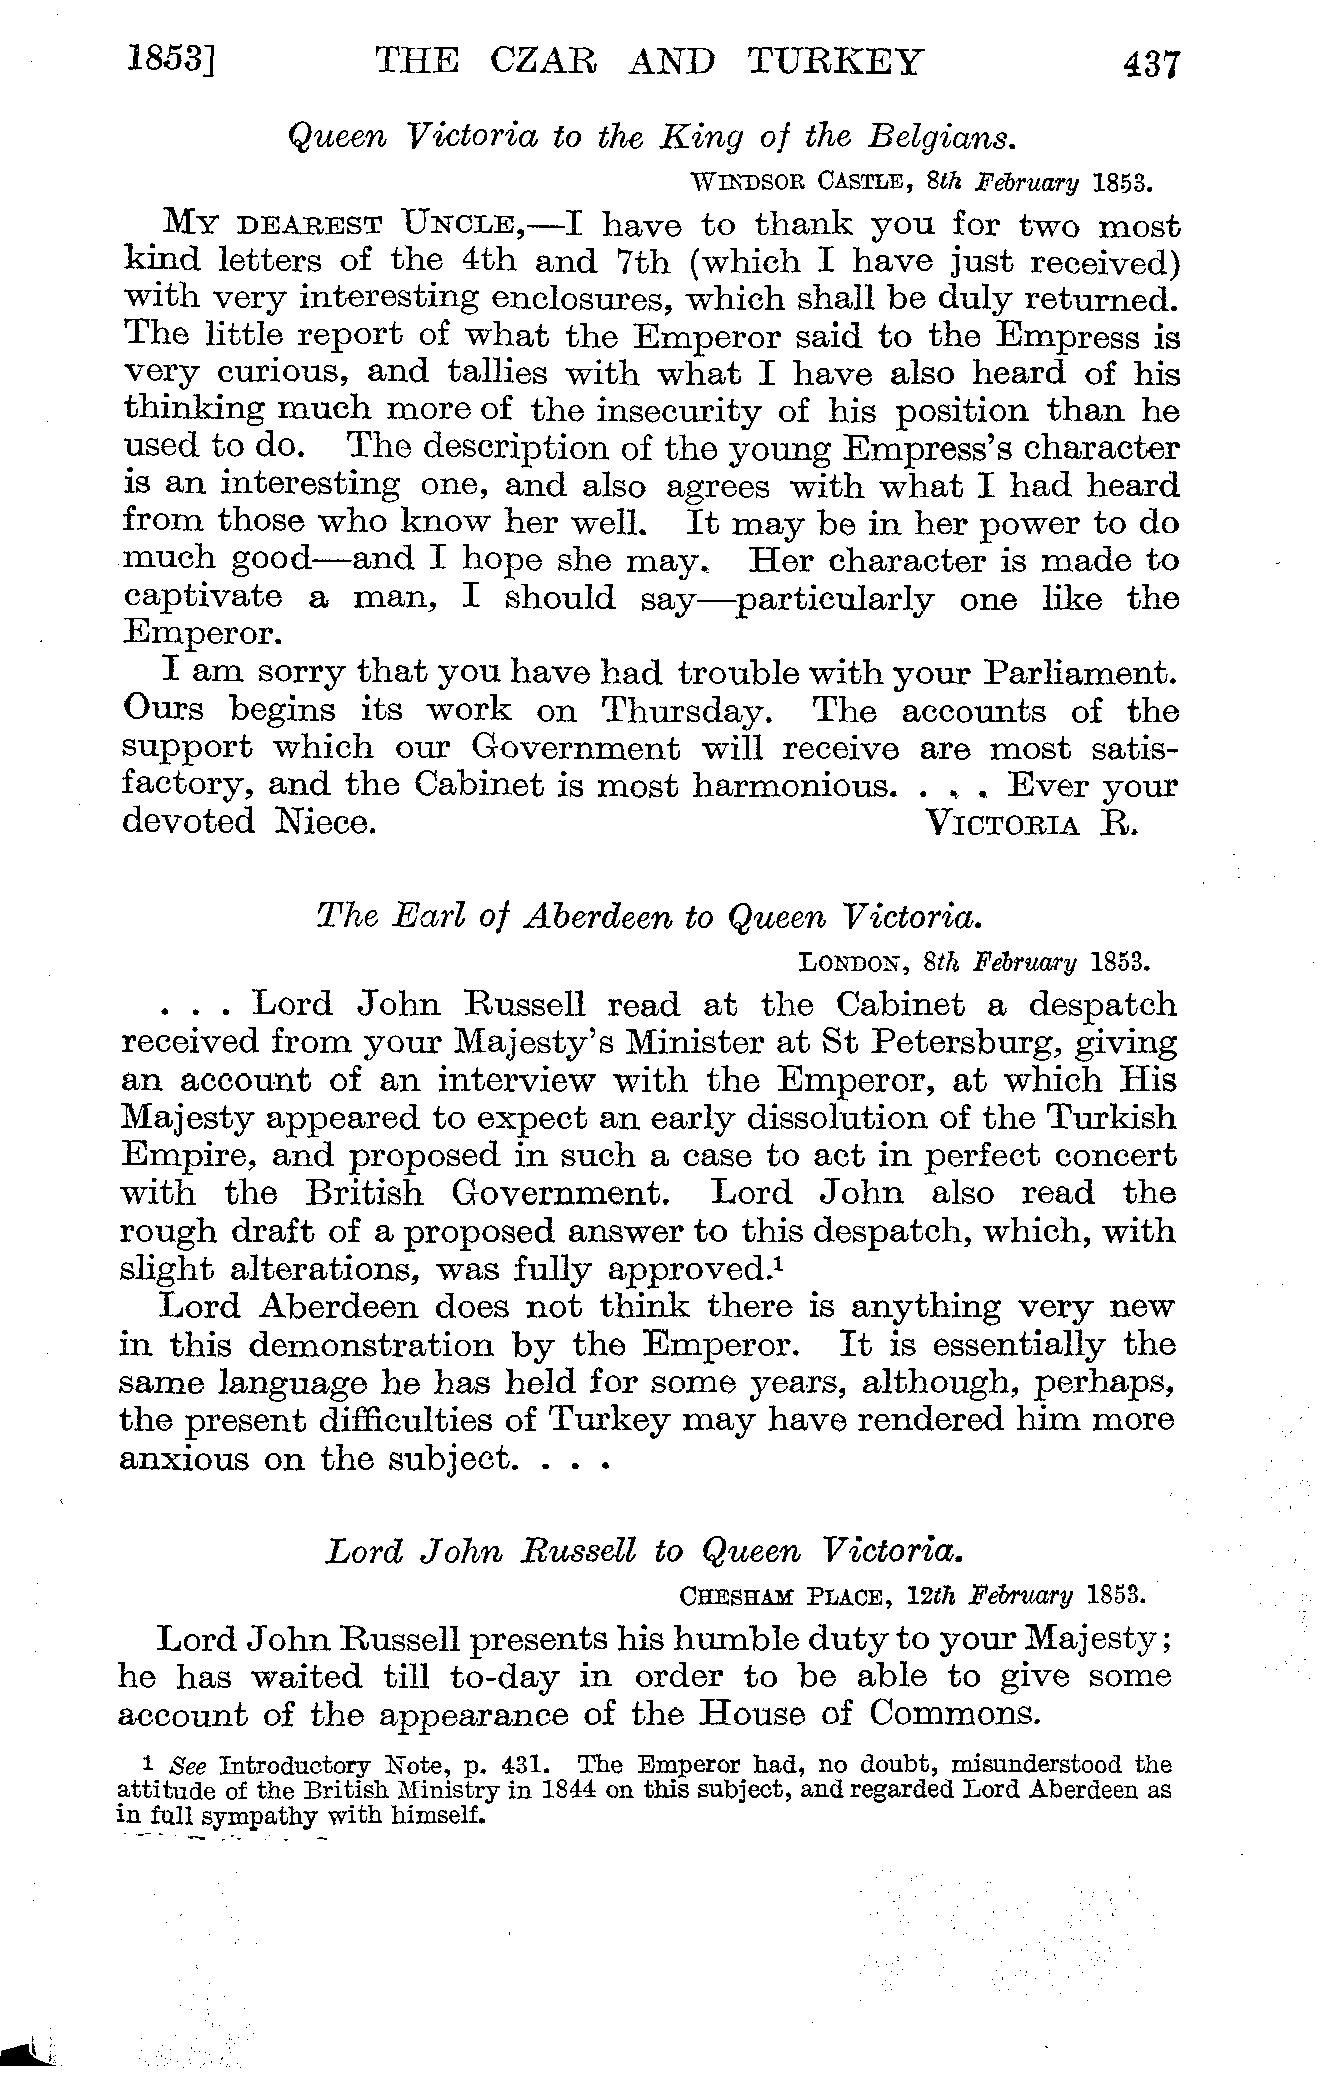 1853] THE CZAR AND TURKEY 437
Queen Victoria to the King of the Belgians.
WINDSOR CASTLE, 8th February 1853.
MY DEAREST UNCLE,—I have to thank you for two most
kind letters of the 4th and 7th (which I have just received)
with very interesting enclosures, which shall be duly returned.
The little report of what the Emperor said to the Empress is
very curious, and tallies with what I have also heard of his
thinking much more of the insecurity of his position than he
used to do. The description of the young Empress's character
is an interesting one, and also agrees with what I had heard
from those who know her well. It may be in her power to do
much good—and I hope she may. Her character is made to
captivate a man, I should say—particularly one like the
Emperor.
I am sorry that you have had trouble with your Parliament.
Ours begins its work on Thursday. The accounts of the
support which our Government will receive are most satis-
factory, and the Cabinet is most harmonious. . . . Ever your
devoted Niece. VICTORIA R.
The Earl of Aberdeen to Queen Victoria.
LONDON, 8th February 1853.
. . . Lord John Russell read at the Cabinet a despatch
received from your Majesty's Minister at St Petersburg, giving
an account of an interview with the Emperor, at which His
Majesty appeared to expect an early dissolution of the Turkish
Empire, and proposed in such a case to act in perfect concert
with the British Government. Lord John also read the
rough draft of a proposed answer to this despatch, which, with
slight alterations, was fully approved.¹
Lord Aberdeen does not think there is anything very new
in this demonstration by the Emperor. It is essentially the
same language he has held for some years, although, perhaps,
the present difficulties of Turkey may have rendered him more
anxious on the subject. . . .
Lord John Russell to Queen Victoria.
CHESHAM PLACE, 12th February 1853.
Lord John Russell presents his humble duty to your Majesty;
he has waited till to-day in order to be able to give some
account of the appearance of the House of Commons.
¹ See Introductory Note, p. 431. The Emperor had, no doubt, misunderstood the
attitude of the British Ministry in 1844 on this subject, and regarded Lord Aberdeen as
in full sympathy with himself.